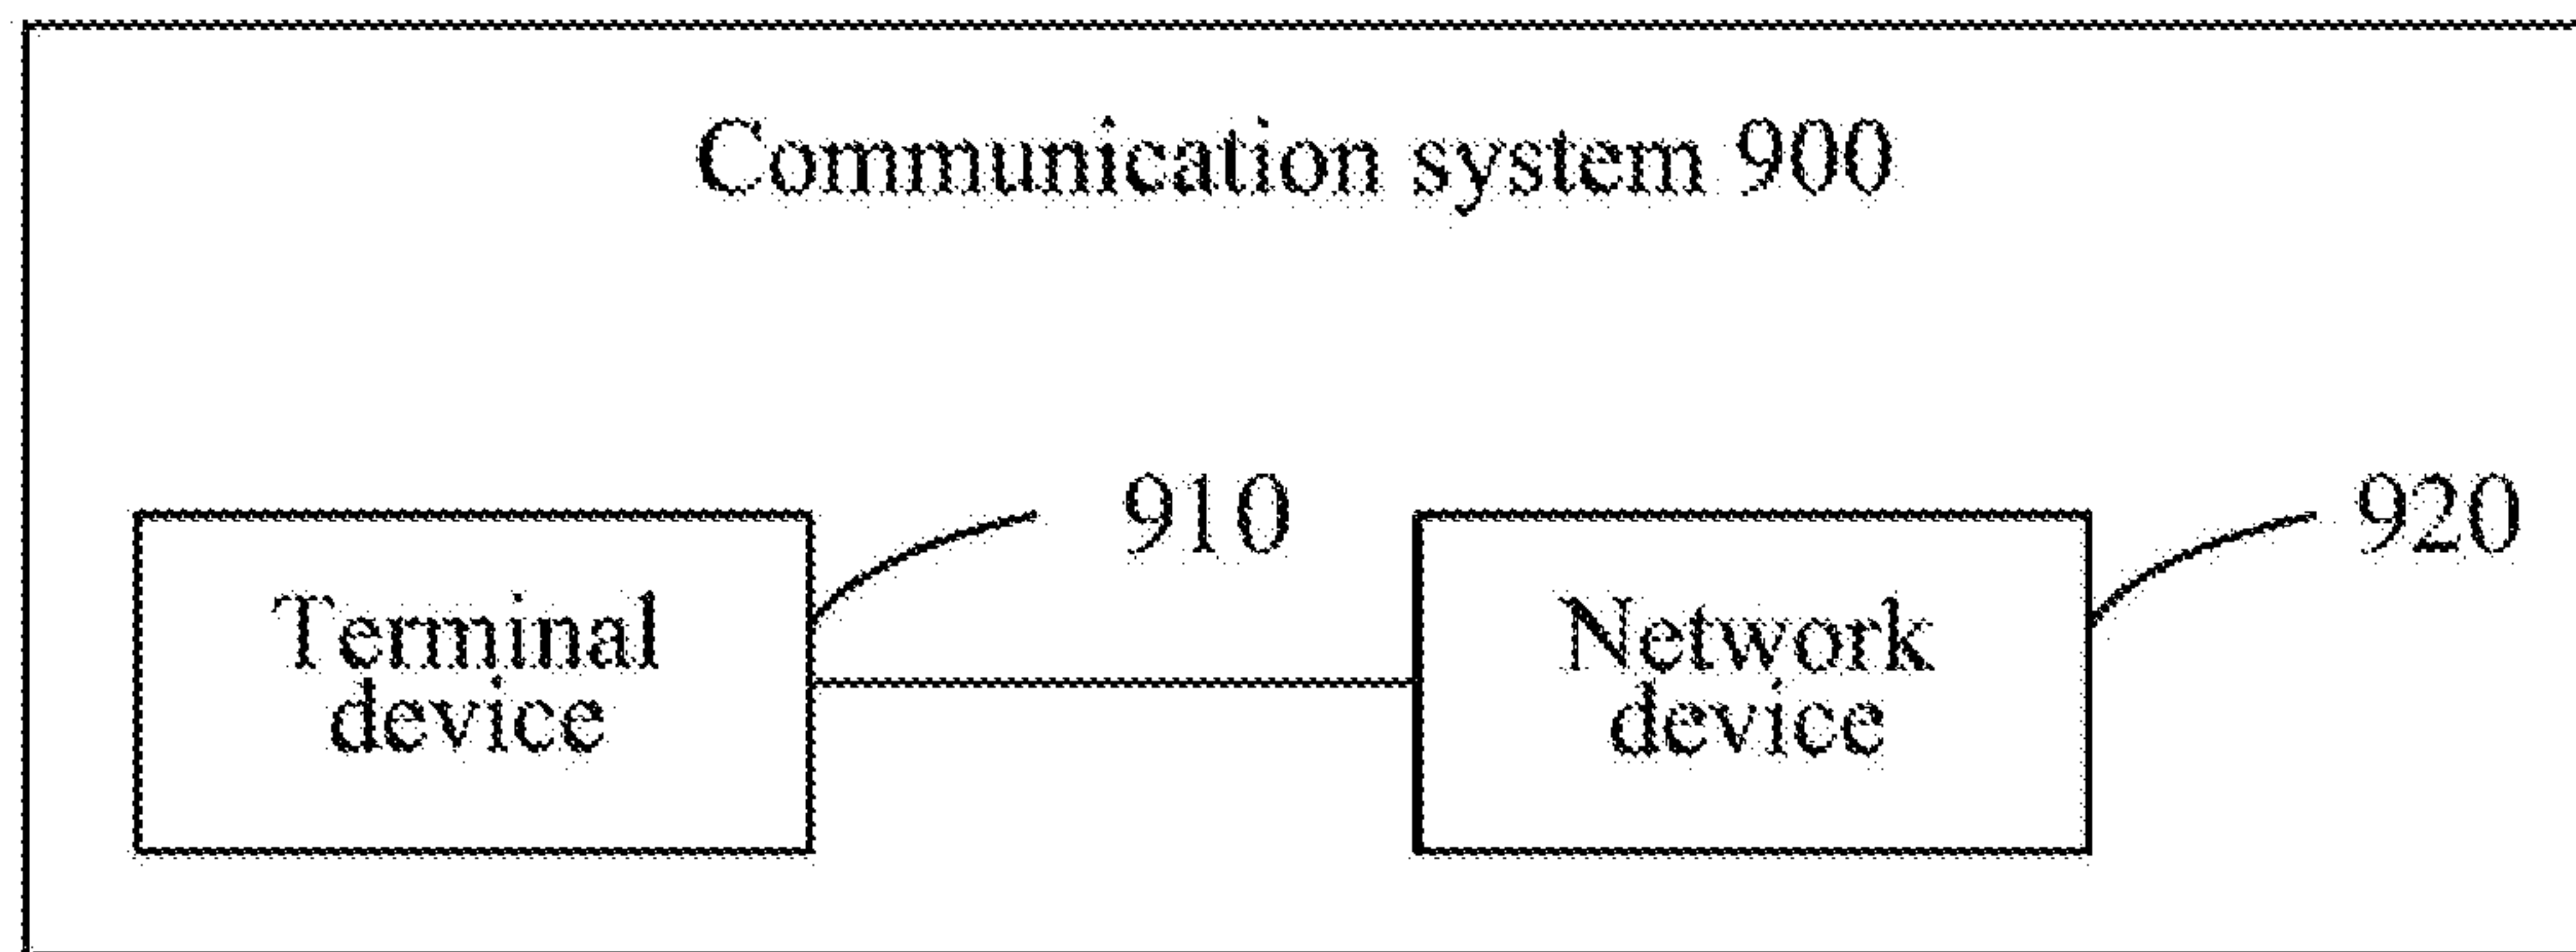 Communication system 900
910
920
Terminal
device
Network
device